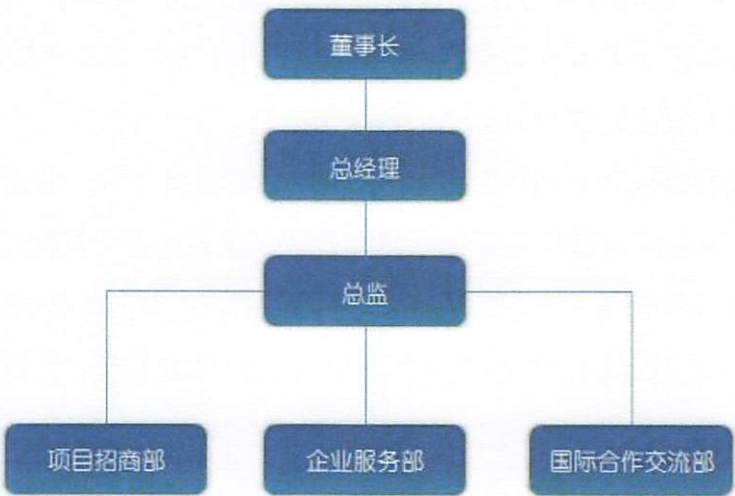 董事长
总经理
总监
项目招商部
企业服务部
国际合作交流部